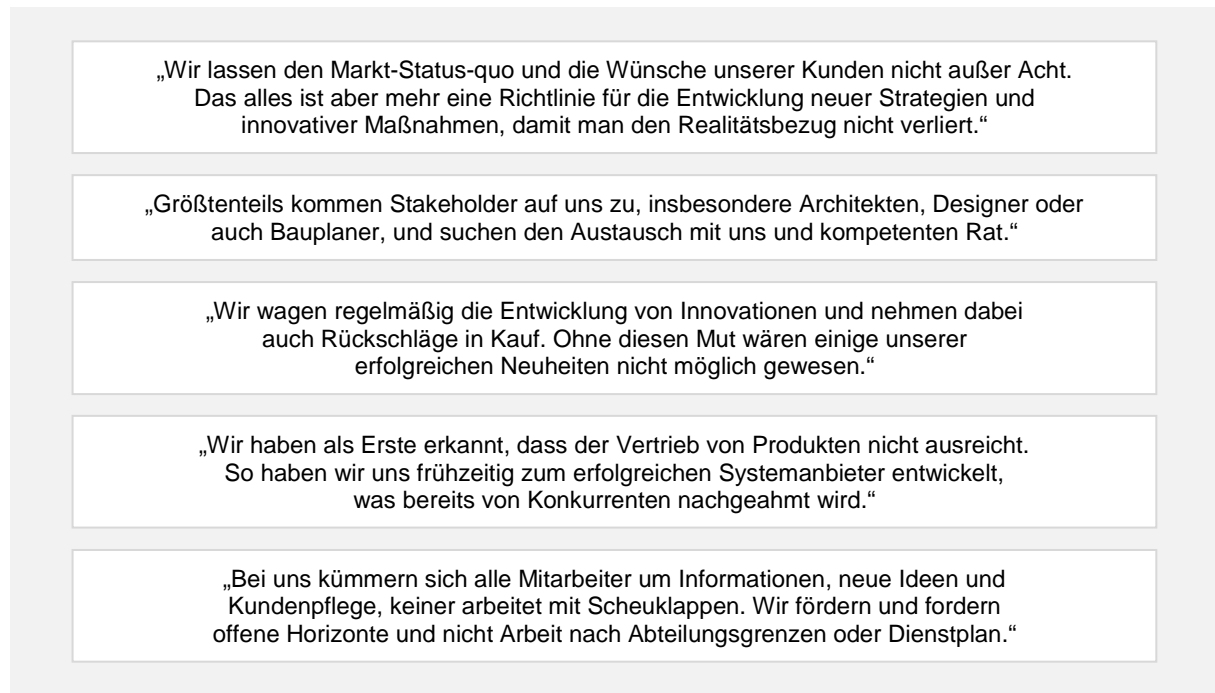 „Wir lassen den Markt-Status-quo und die Wünsche unserer Kunden nicht außer Acht.
Das alles ist aber mehr eine Richtlinie für die Entwicklung neuer Strategien und
innovativer Maßnahmen, damit man den Realitätsbezug nicht verliert.“
„Größtenteils kommen Stakeholder auf uns zu, insbesondere Architekten, Designer oder
auch Bauplaner, und suchen den Austausch mit uns und kompetenten Rat.“
„Wir wagen regelmäßig die Entwicklung von Innovationen und nehmen dabei
auch Rückschläge in Kauf. Ohne diesen Mut wären einige unserer
erfolgreichen Neuheiten nicht möglich gewesen.“
„Wir haben als Erste erkannt, dass der Vertrieb von Produkten nicht ausreicht.
So haben wir uns frühzeitig zum erfolgreichen Systemanbieter entwickelt,
was bereits von Konkurrenten nachgeahmt wird.“
„Bei uns kümmern sich alle Mitarbeiter um Informationen, neue Ideen und
Kundenpflege, keiner arbeitet mit Scheuklappen. Wir fördern und fordern
offene Horizonte und nicht Arbeit nach Abteilungsgrenzen oder Dienstplan.“